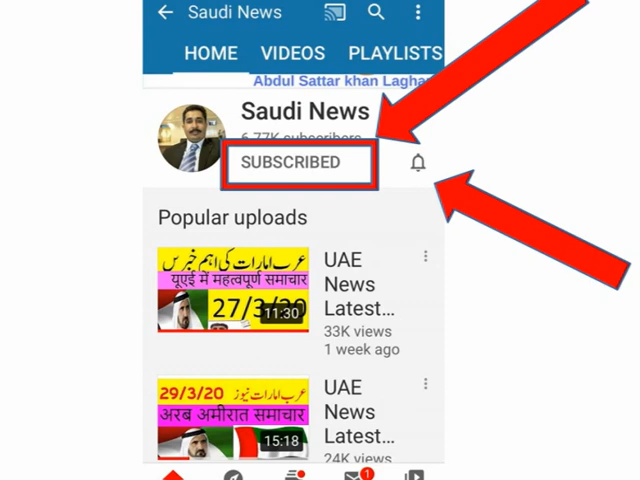 Saudi News
HOME VIDEOS PLAYLISTS
Abdul Sattar khan Laghar
Saudi News
6.77K subscribers
SUBSCRIBED
Popular uploads
عرب امارات کی اہم خبرس
यूएई में महत्वपूर्ण समाचार
27/3/20
11:30
UAE
News
Latest...
33K views
1 week ago
29/3/20 عرب امارات نیوز
अरब अमीरात समाचार
15:18
UAE
News
Latest...
24K views
1